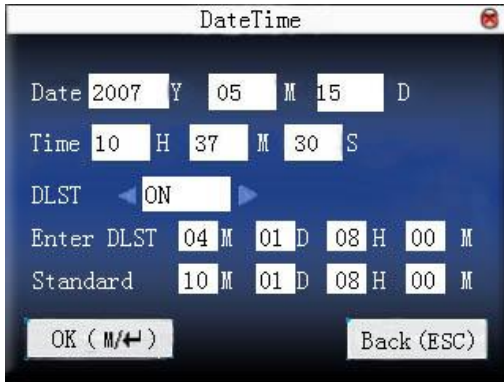 DateTime
Date 2007 Y 05 M 15 D
Time 10 H 37 M 30 S
DLST ON
Enter DLST 04 M 01 D 08 H 00 M
Standard 10 M 01 D 08 H 00 M
OK (M/↵) Back (ESC)